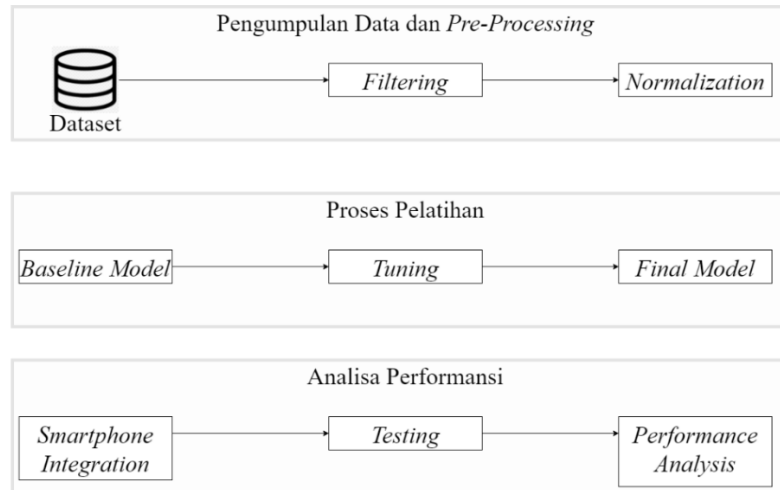 Pengumpulan Data dan Pre-Processing
Dataset
Filtering
Normalization
Proses Pelatihan
Baseline Model
Tuning
Final Model
Analisa Performansi
Smartphone
Integration
Testing
Performance
Analysis